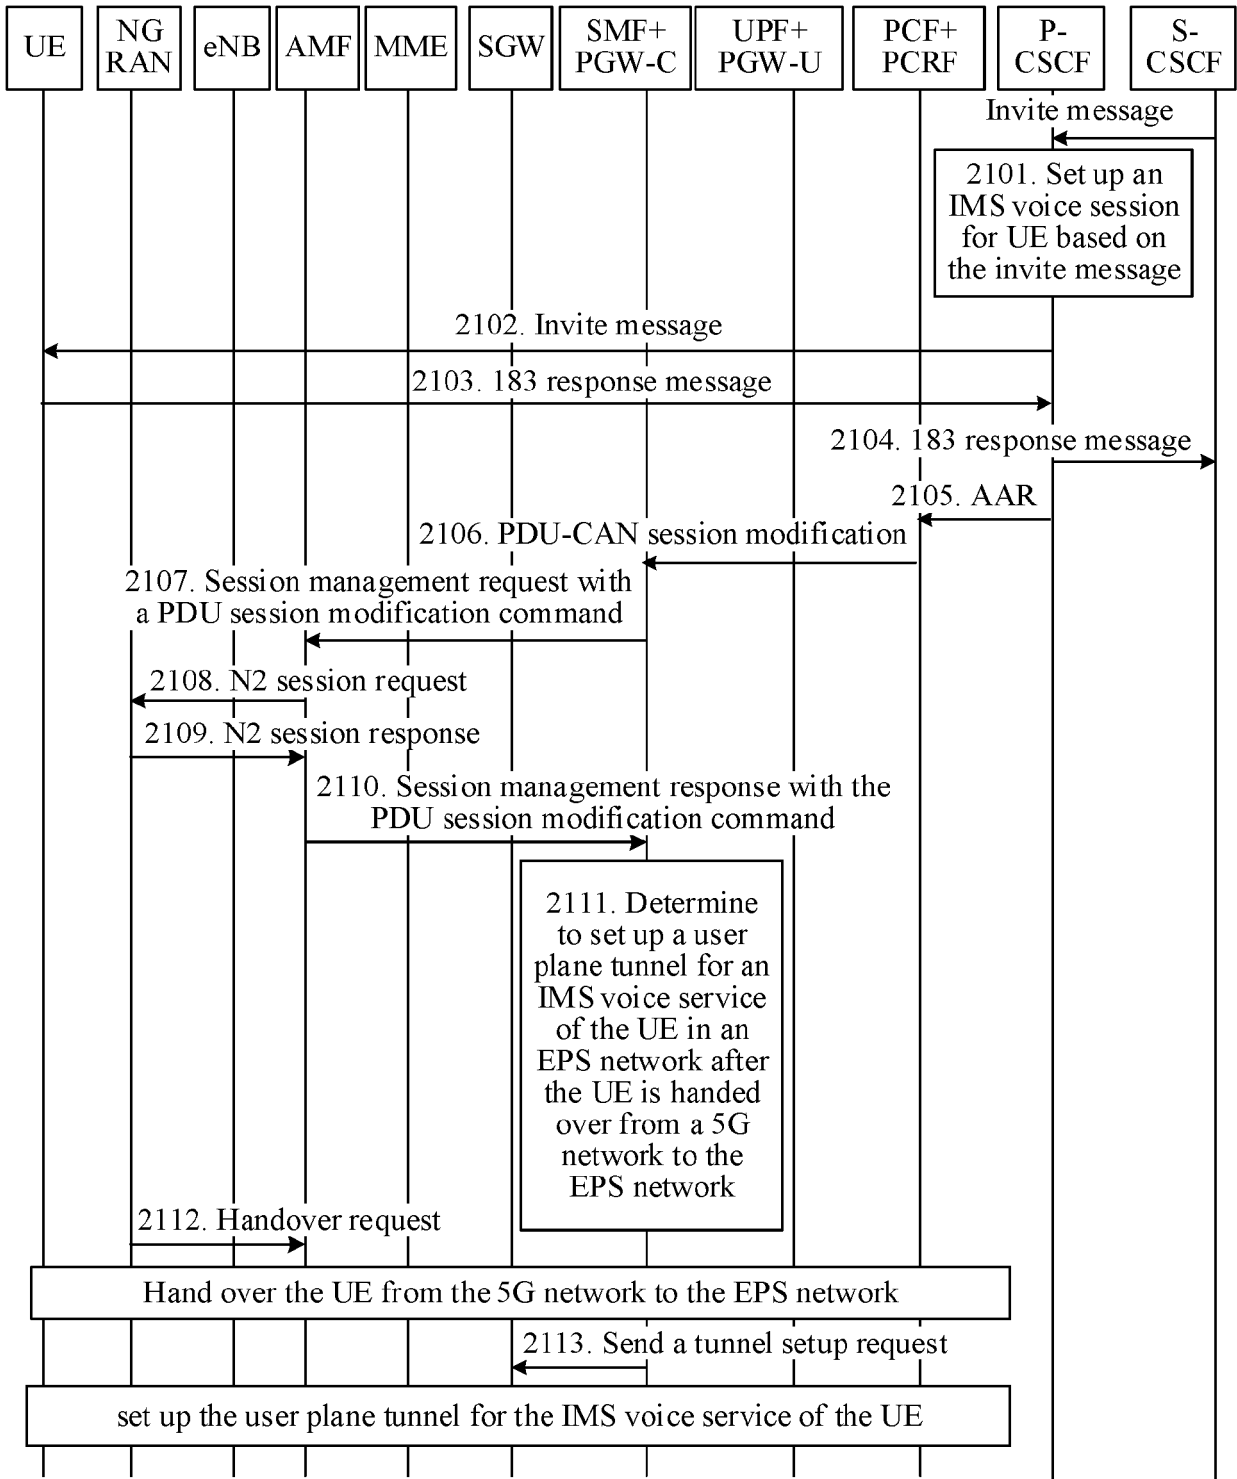 UE
NG
RAN
eNB
AMF
MME
SGW
SMF+
PGW-C
UPF+
PGW-U
PCF+
PCRF
P-
CSCF
S-
CSCF
Invite message
2101. Set up an
IMS voice session
for UE based on
the invite message
2102. Invite message
2103. 183 response message
2104. 183 response message
2105. AAR
2106. PDU-CAN session modification
2107. Session management request with
a PDU session modification command
2108. N2 session request
2109. N2 session response
2110. Session management response with the
PDU session modification command
2111. Determine
to set up a user
plane tunnel for an
IMS voice service
of the UE in an
EPS network after
the UE is handed
over from a 5G
network to the
EPS network
2112. Handover request
Hand over the UE from the 5G network to the EPS network
2113. Send a tunnel setup request
set up the user plane tunnel for the IMS voice service of the UE